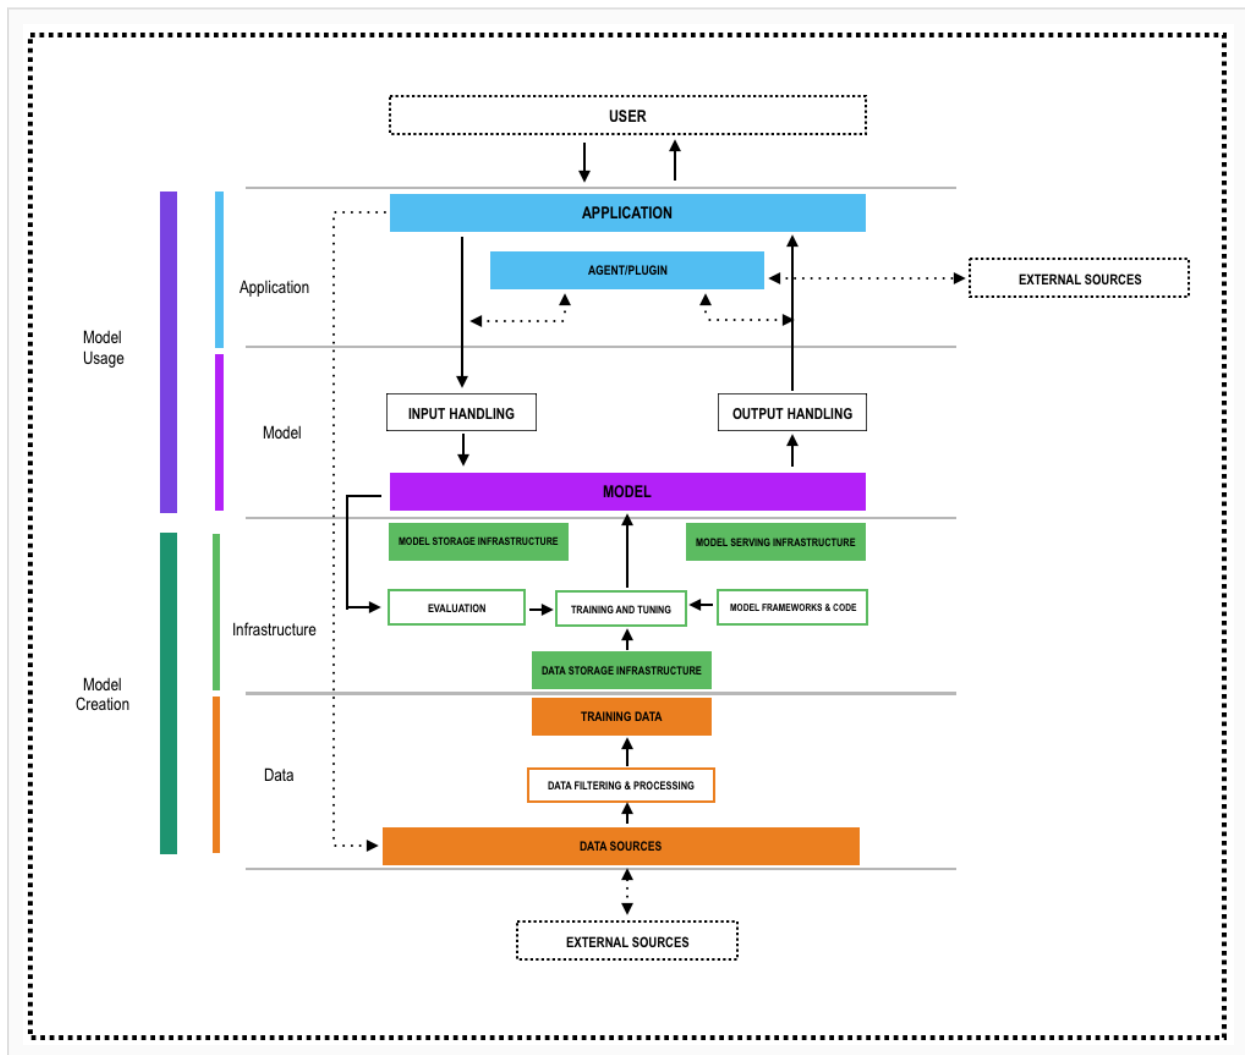 USER
APPLICATION
AGENT/PLUGIN
EXTERNAL SOURCES
Application
Model
Usage
INPUT HANDLING
OUTPUT HANDLING
Model
MODEL
MODEL STORAGE INFRASTRUCTURE
MODEL SERVING INFRASTRUCTURE
EVALUATION
TRAINING AND TUNING
MODEL FRAMEWORKS & CODE
Infrastructure
DATA STORAGE INFRASTRUCTURE
Model
Creation
TRAINING DATA
Data
DATA FILTERING & PROCESSING
DATA SOURCES
EXTERNAL SOURCES